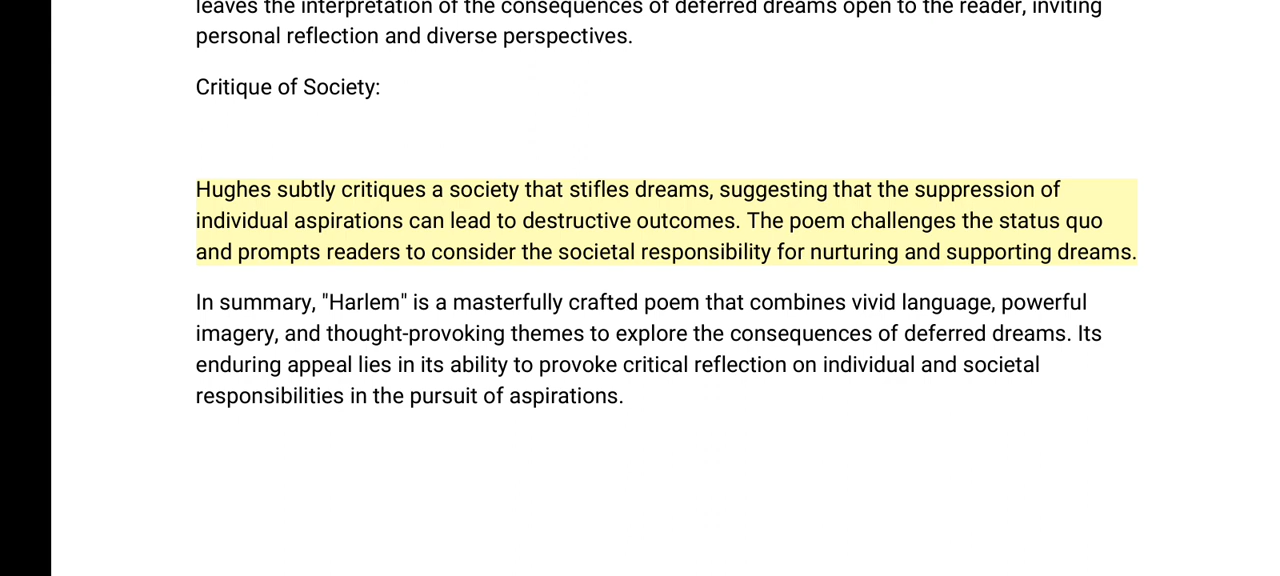 leaves the interpretation of the consequences of deferred dreams open to the reader, inviting
personal reflection and diverse perspectives.
Critique of Society:
Hughes subtly critiques a society that stifles dreams, suggesting that the suppression of
individual aspirations can lead to destructive outcomes. The poem challenges the status quo
and prompts readers to consider the societal responsibility for nurturing and supporting dreams.
In summary, "Harlem" is a masterfully crafted poem that combines vivid language, powerful
imagery, and thought-provoking themes to explore the consequences of deferred dreams. Its
enduring appeal lies in its ability to provoke critical reflection on individual and societal
responsibilities in the pursuit of aspirations.